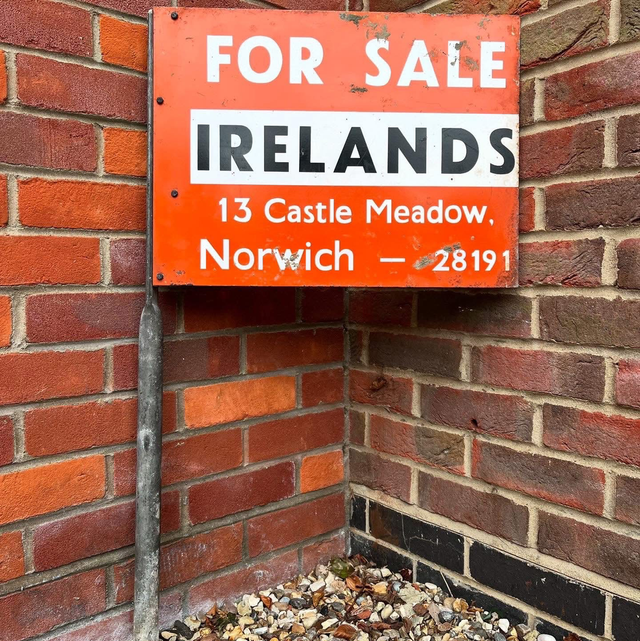 FOR SALE
IRELANDS
13 Castle Meadow.
Norwich — 28191